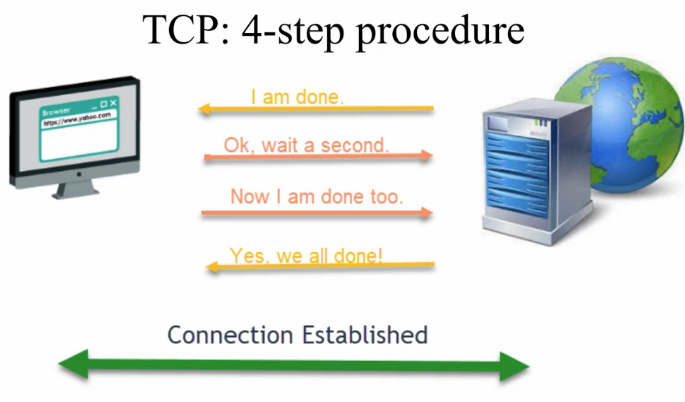 TCP: 4-step procedure
I am done.
Browser
https://www.yahoo.com
Ok, wait a second.
Now I am done too.
Yes, we all done!
Connection Established